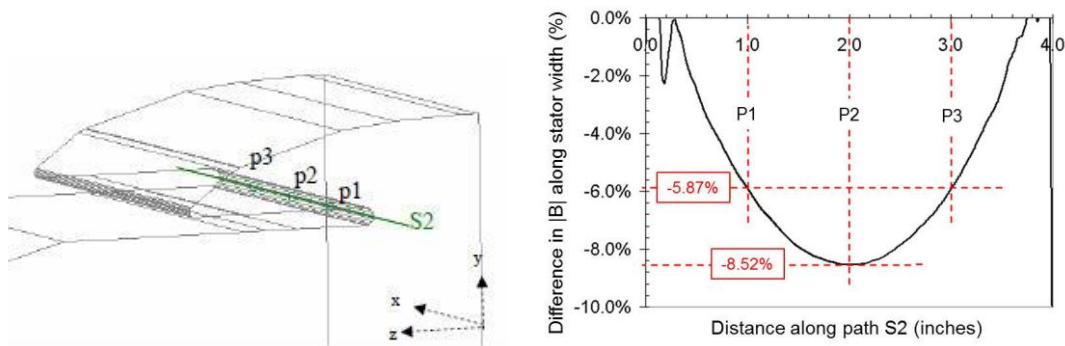 p3
p2
p1
S2
y
x
z
Difference in |B| along stator width (%)
0.0%
-2.0%
-4.0%
-6.0%
-8.0%
-10.0%
0.0
1.0
2.0
3.0
4.0
P1
P2
P3
-5.87%
-8.52%
Distance along path S2 (inches)